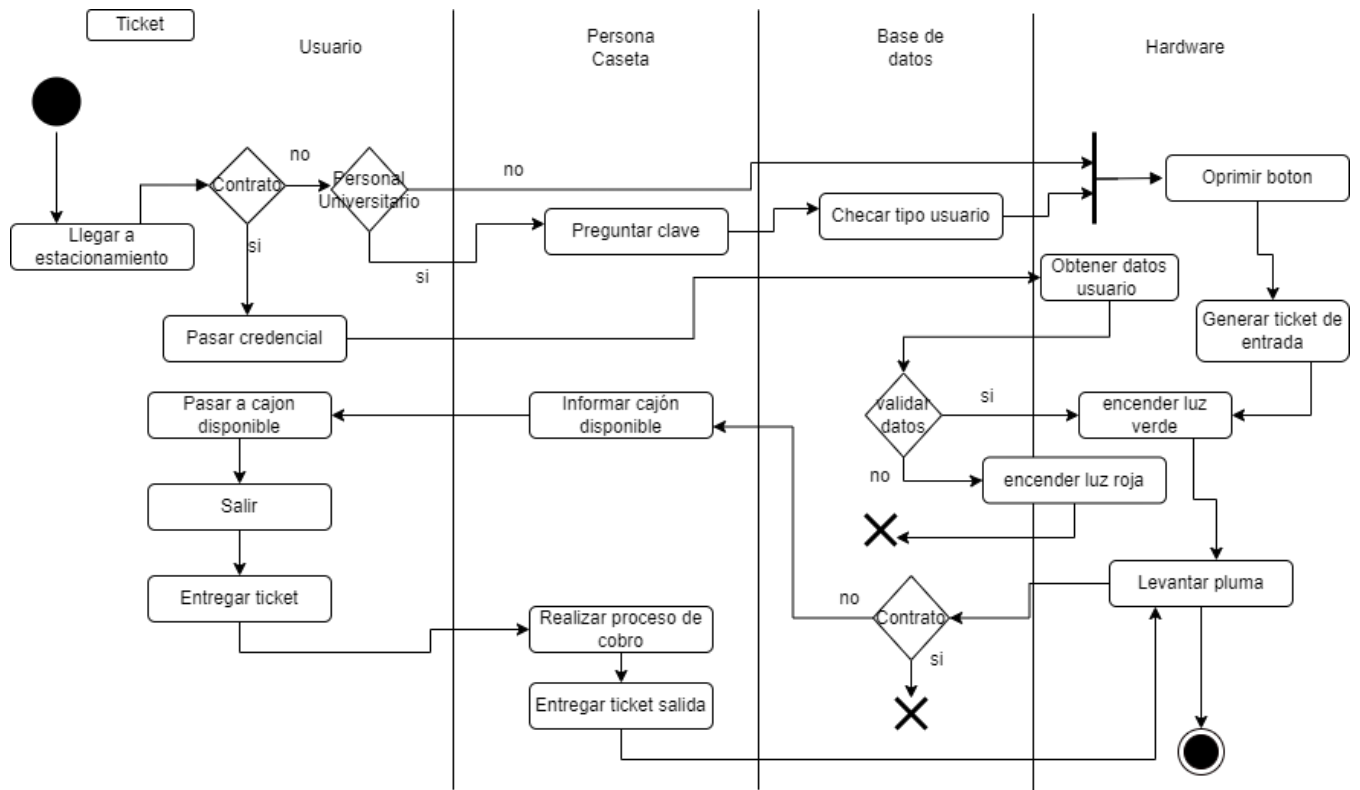 Ticket
Usuario
Persona
Caseta
Base de
datos
Hardware
Contrato
no
Personal
Universitario
no
Oprimir boton
Llegar a
estacionamiento
si
si
Preguntar clave
Checar tipo usuario
Obtener datos
usuario
Pasar credencial
Generar ticket de
entrada
Pasar a cajon
disponible
Informar cajón
disponible
validar
datos
si
encender luz
verde
no
encender luz roja
Salir
Entregar ticket
Levantar pluma
no
Contrato
si
Realizar proceso de
cobro
Entregar ticket salida